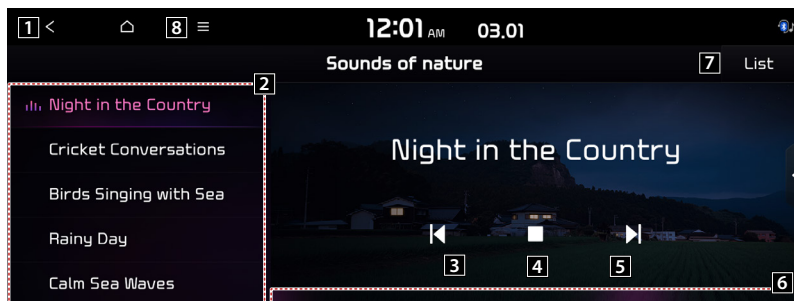 1 8 12:01 AM 03.01
Sounds of nature 7 List
2
Night in the Country
Cricket Conversations
Birds Singing with Sea
Rainy Day
Calm Sea Waves
Night in the Country
3 4 5
6